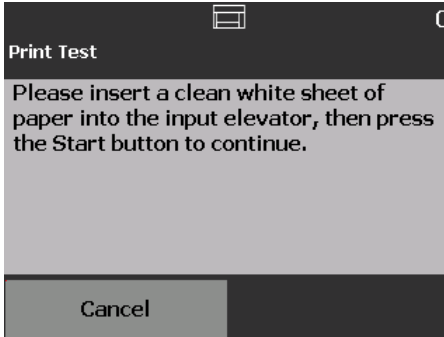 Print Test
Please insert a clean white sheet of
paper into the input elevator, then press
the Start button to continue.
Cancel